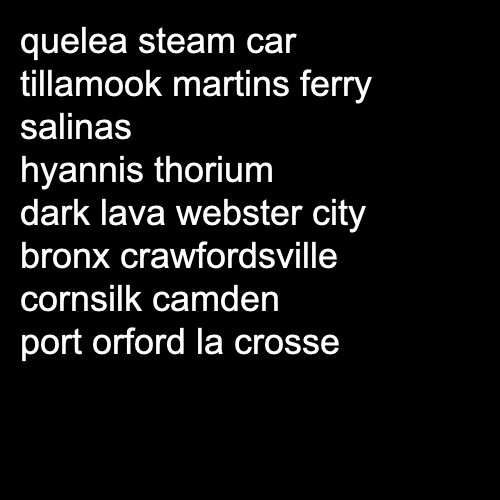 quelea steam car
tillamook martins ferry
salinas
hyannis thorium
dark lava webster city
bronx crawfordsville
cornsilk camden
port orford la crosse